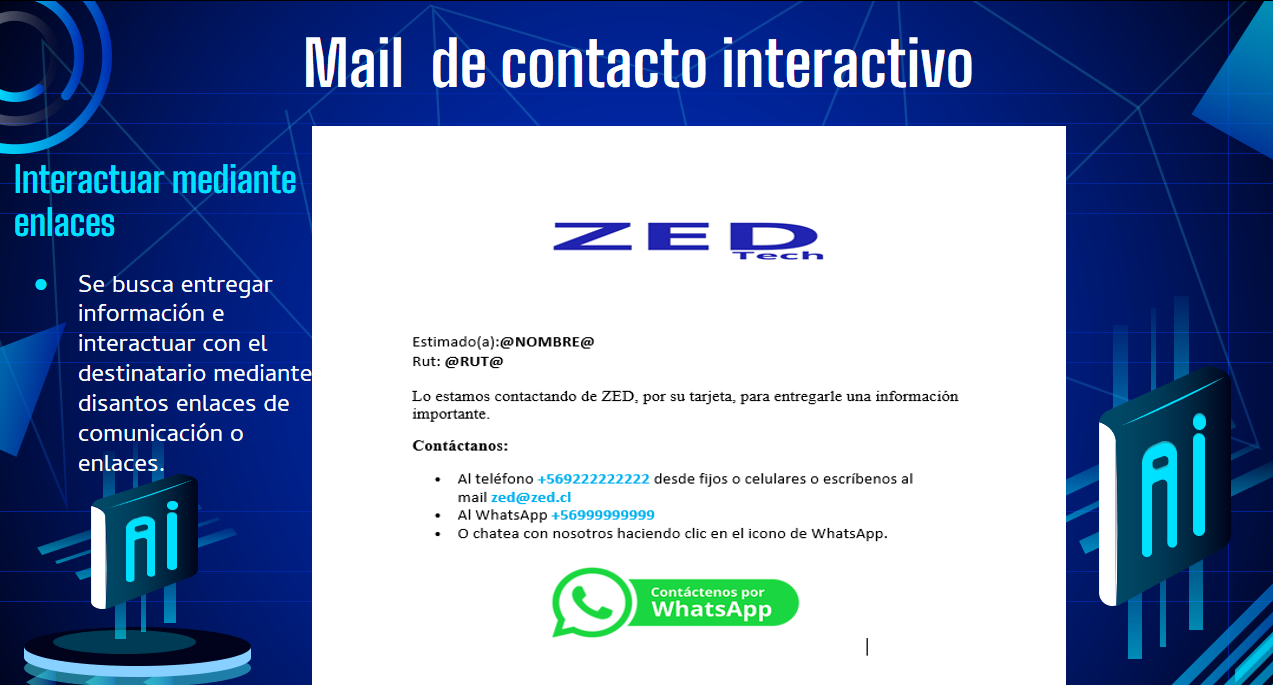 Mail  de contacto interactivo
Interactuar mediante
enlaces
Se busca entregar
información e
interactuar con el
destinatario mediante
disantos enlaces de
comunicación o
enlaces.
ZED
Tech
Estimado(a):@NOMBRE@
Rut: @RUT@
Lo estamos contactando de ZED, por su tarjeta, para entregarle una información
importante.
Contáctanos:
• Al teléfono +569222222222 desde fijos o celulares o escríbenos al
mail zed@zed.cl
• Al WhatsApp +56999999999
• O chatea con nosotros haciendo clic en el icono de WhatsApp.
Contáctenos por
WhatsApp
Ai
Ai